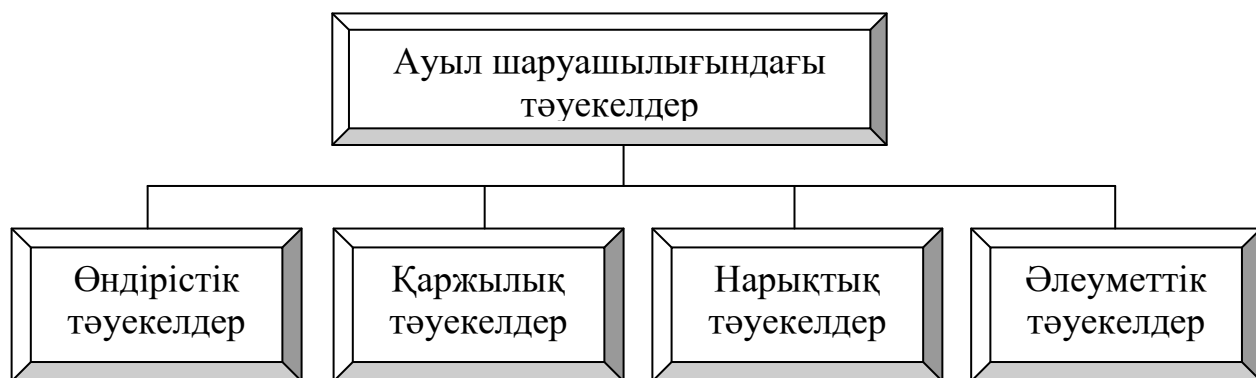 Ауыл шаруашылығындағы
тәуекелдер
Өндірістік
тәуекелдер
Қаржылық
тәуекелдер
Нарықтық
тәуекелдер
Әлеуметтік
тәуекелдер